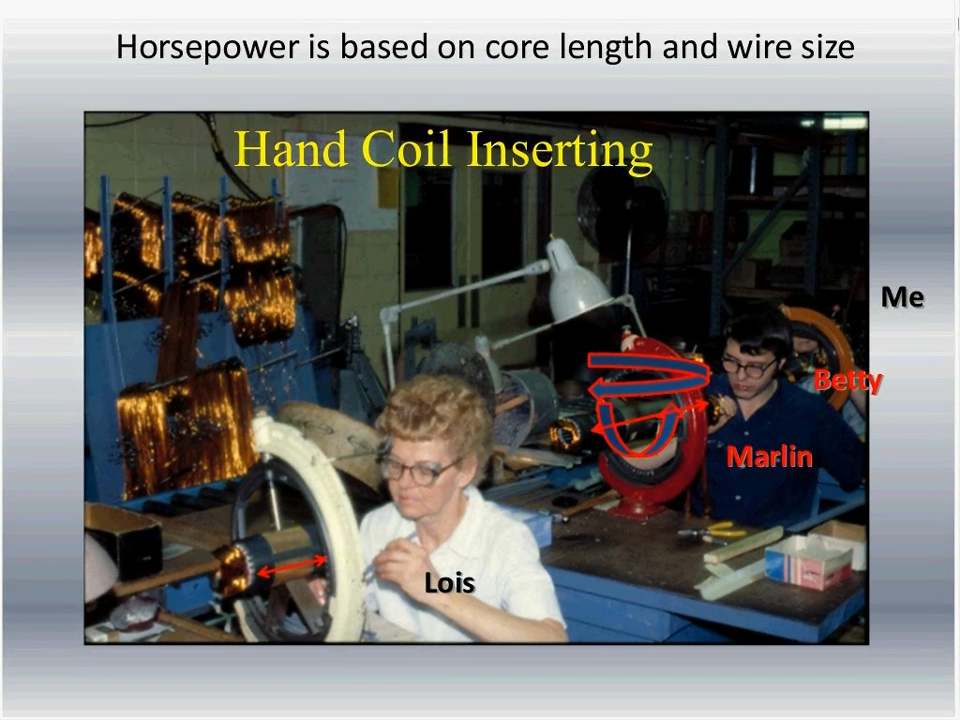 Horsepower is based on core length and wire size
Hand Coil Inserting
Me
Betty
Marlin
Lois